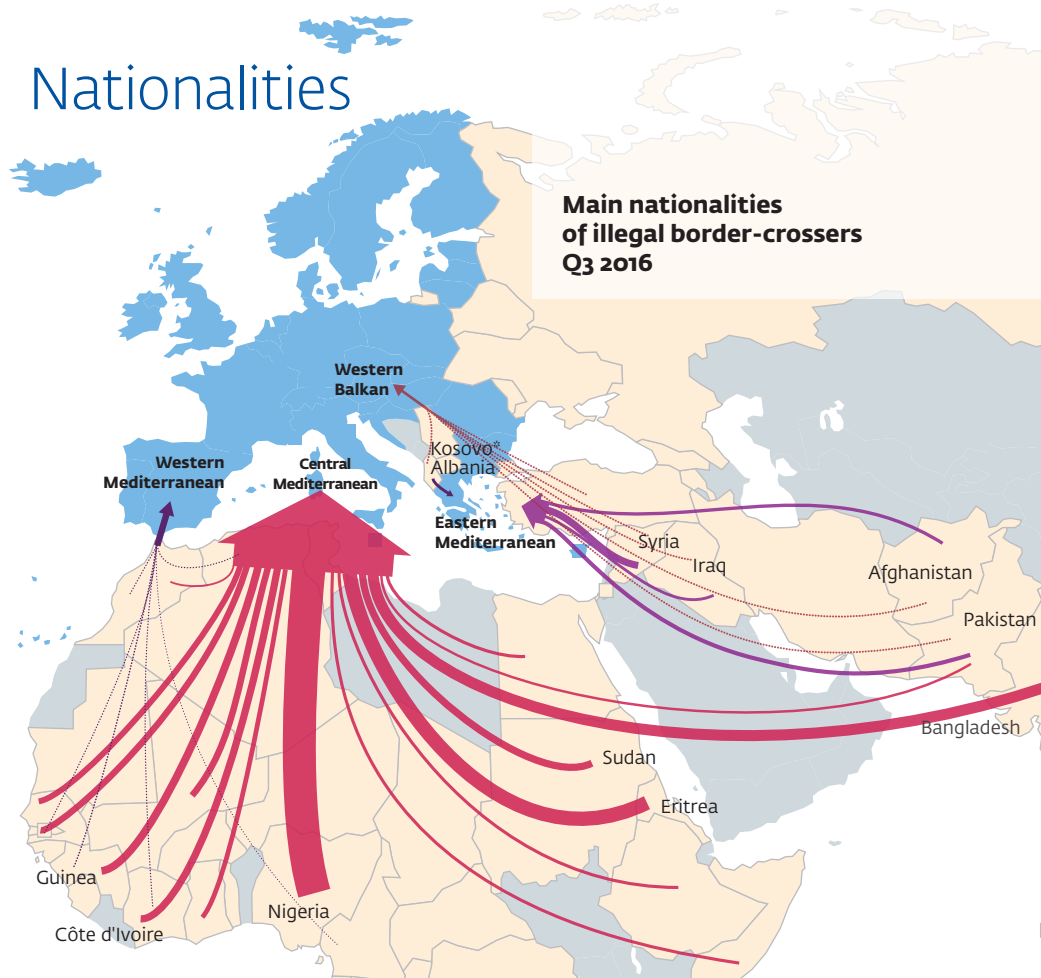 Nationalities
Main nationalities
of illegal border-crossers
Q3 2016
Western
Balkan
Kosovo*
Albania
Western
Mediterranean
Central
Mediterranean
Eastern
Mediterranean
Syria
Iraq
Afghanistan
Pakistan
Bangladesh
Sudan
Eritrea
Guinea
Nigeria
Côte d'Ivoire